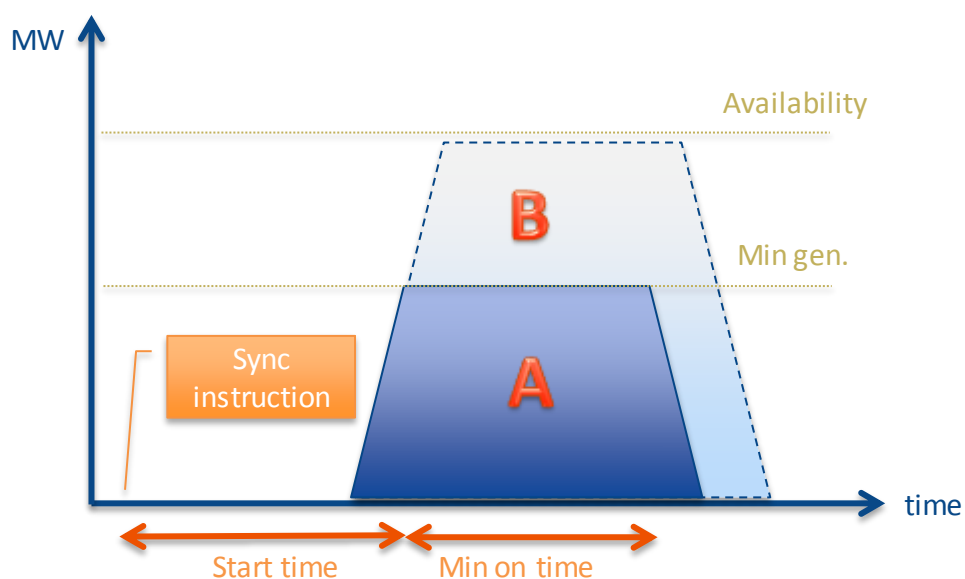 MW
Availability
B
Min gen.
Sync
instruction
A
time
Start time
Min on time